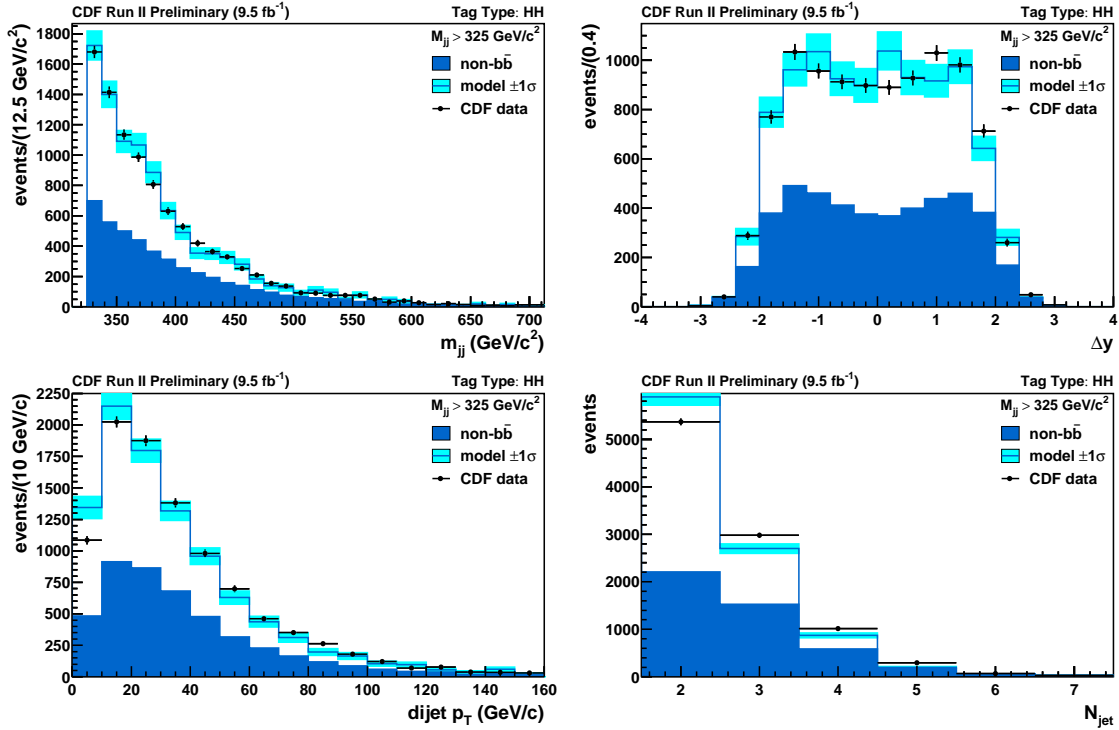 CDF Run II Preliminary (9.5 fb⁻¹) Tag Type: HH
M_jj > 325 GeV/c²
non-bb̄
model ±1σ
CDF data
events/(12.5 GeV/c²)
1800
1600
1400
1200
1000
800
600
400
200
0
350 400 450 500 550 600 650 700
m_jj (GeV/c²)
CDF Run II Preliminary (9.5 fb⁻¹) Tag Type: HH
M_jj > 325 GeV/c²
non-bb̄
model ±1σ
CDF data
events/(0.4)
1000
800
600
400
200
0
-4 -3 -2 -1 0 1 2 3 4
Δy
CDF Run II Preliminary (9.5 fb⁻¹) Tag Type: HH
M_jj > 325 GeV/c²
non-bb̄
model ±1σ
CDF data
events/(10 GeV/c)
2250
2000
1750
1500
1250
1000
750
500
250
0
0 20 40 60 80 100 120 140 160
dijet p_T (GeV/c)
CDF Run II Preliminary (9.5 fb⁻¹) Tag Type: HH
M_jj > 325 GeV/c²
non-bb̄
model ±1σ
CDF data
events
5000
4000
3000
2000
1000
0
2 3 4 5 6 7
N_jet